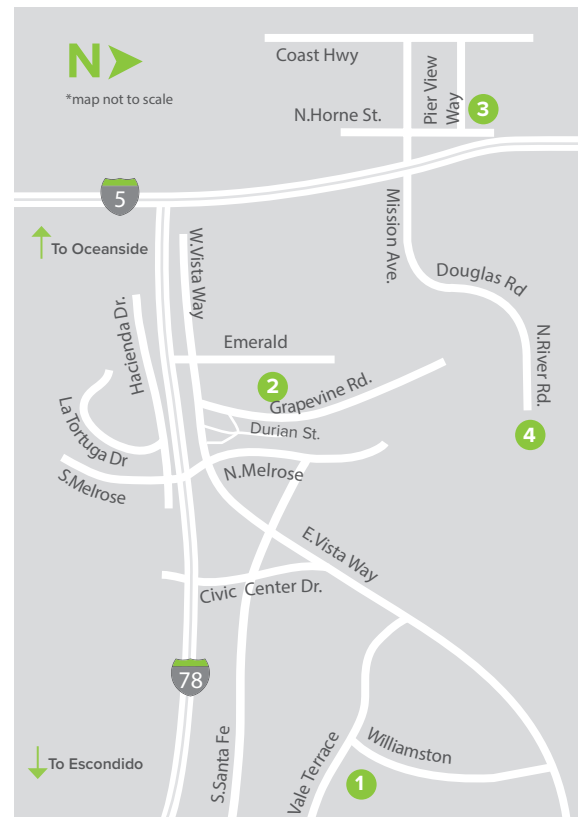 Coast Hwy
N
*map not to scale
Pier View
Way
3
N.Horne St.
5
To Oceanside
W.Vista Way
Mission Ave.
Douglas Rd
Hacienda Dr.
Emerald
N.River Rd.
2
Grapevine Rd.
La Tortuga Dr
Durian St.
4
S.Melrose
N.Melrose
E.Vista Way
Civic Center Dr.
78
S.Santa Fe
Williamston
To Escondido
Vale Terrace
1